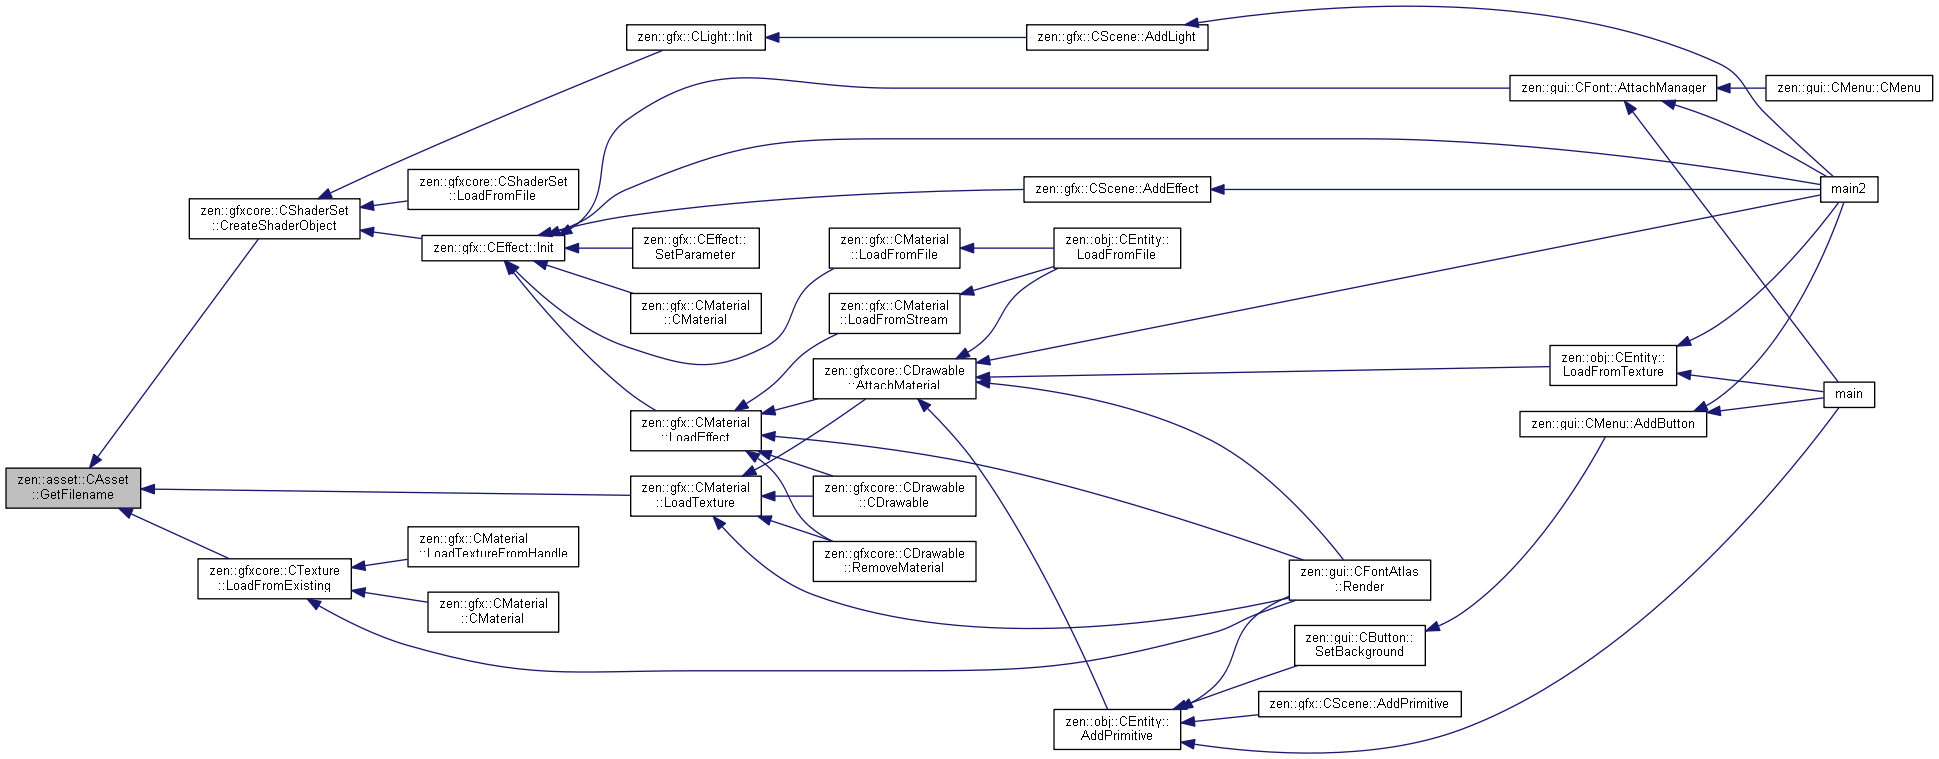 zen::gfx::CLight::Init
zen::gfx::CScene::AddLight
zen::gui::CFont::AttachManager
zen::gui::CMenu::CMenu
zen::gfxcore::CShaderSet
::LoadFromFile
zen::gfx::CScene::AddEffect
main2
zen::gfxcore::CShaderSet
::CreateShaderObject
zen::gfx::CEffect::Init
zen::gfx::CEffect::
SetParameter
zen::gfx::CMaterial
::LoadFromFile
zen::obj::CEntity::
LoadFromFile
zen::gfx::CMaterial
::CMaterial
zen::gfx::CMaterial
::LoadFromStream
zen::gfxcore::CDrawable
::AttachMaterial
zen::obj::CEntity::
LoadFromTexture
main
zen::gfx::CMaterial
::LoadEffect
zen::gui::CMenu::AddButton
zen::asset::CAsset
::GetFilename
zen::gfx::CMaterial
::LoadTexture
zen::gfxcore::CDrawable
::CDrawable
zen::gfx::CMaterial
::LoadTextureFromHandle
zen::gfxcore::CDrawable
::RemoveMaterial
zen::gfxcore::CTexture
::LoadFromExisting
zen::gui::CFontAtlas
::Render
zen::gfx::CMaterial
::CMaterial
zen::gui::CButton::
SetBackground
zen::gfx::CScene::AddPrimitive
zen::obj::CEntity::
AddPrimitive